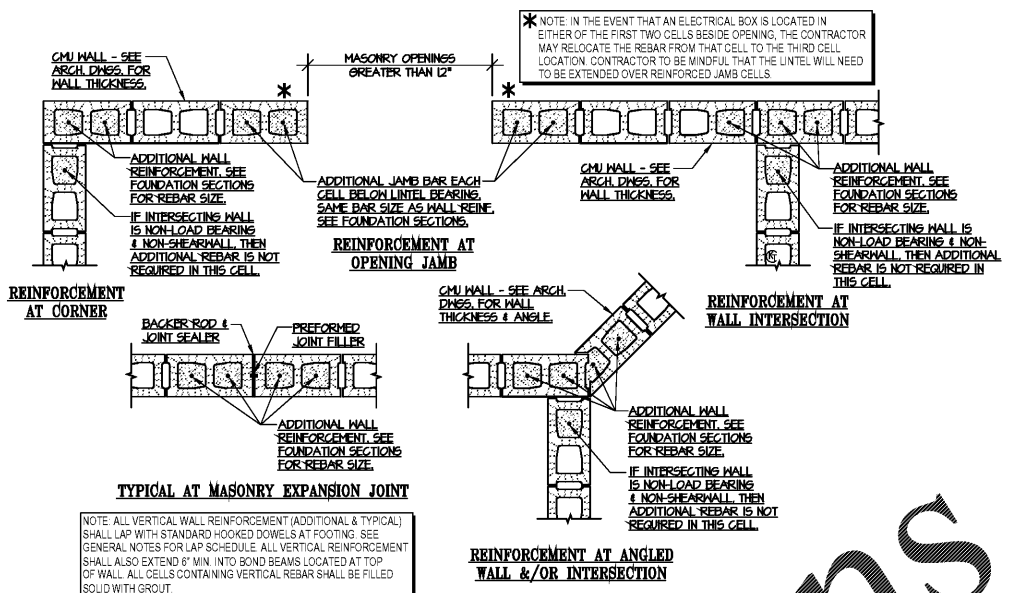 ✱ NOTE: IN THE EVENT THAT AN ELECTRICAL BOX IS LOCATED IN
EITHER OF THE FIRST TWO CELLS BESIDE OPENING, THE CONTRACTOR
MAY RELOCATE THE REBAR FROM THAT CELL TO THE THIRD CELL
LOCATION. CONTRACTOR TO BE MINDFUL THAT THE LINTEL WILL NEED
TO BE EXTENDED OVER REINFORCED JAMB CELLS.
CMU WALL - SEE
ARCH. DWGS. FOR
WALL THICKNESS.
MASONRY OPENINGS
GREATER THAN 12"
✱
✱
ADDITIONAL WALL
REINFORCEMENT. SEE
FOUNDATION SECTIONS
FOR REBAR SIZE.
IF INTERSECTING WALL
IS NON-LOAD BEARING
& NON-SHEARWALL, THEN
ADDITIONAL REBAR IS NOT
REQUIRED IN THIS CELL.
REINFORCEMENT
AT CORNER
ADDITIONAL JAMB BAR EACH
CELL BELOW LINTEL BEARING,
SAME BAR SIZE AS WALL REINF.
SEE FOUNDATION SECTIONS.
REINFORCEMENT AT
OPENING JAMB
CMU WALL - SEE
ARCH. DWGS. FOR
WALL THICKNESS.
ADDITIONAL WALL
REINFORCEMENT. SEE
FOUNDATION SECTIONS
FOR REBAR SIZE.
IF INTERSECTING WALL IS
NON-LOAD BEARING & NON-
SHEARWALL, THEN ADDITIONAL
REBAR IS NOT REQUIRED IN
THIS CELL.
REINFORCEMENT AT
WALL INTERSECTION
BACKER ROD &
JOINT SEALER
PREFORMED
JOINT FILLER
ADDITIONAL WALL
REINFORCEMENT. SEE
FOUNDATION SECTIONS
FOR REBAR SIZE.
TYPICAL AT MASONRY EXPANSION JOINT
CMU WALL - SEE ARCH.
DWGS. FOR WALL
THICKNESS & ANGLE.
ADDITIONAL WALL
REINFORCEMENT. SEE
FOUNDATION SECTIONS
FOR REBAR SIZE.
IF INTERSECTING WALL
IS NON-LOAD BEARING
& NON-SHEARWALL, THEN
ADDITIONAL REBAR IS NOT
REQUIRED IN THIS CELL.
REINFORCEMENT AT ANGLED
WALL &/OR INTERSECTION
NOTE: ALL VERTICAL WALL REINFORCEMENT (ADDITIONAL & TYPICAL)
SHALL LAP WITH STANDARD HOOKED DOWELS AT FOOTING. SEE
GENERAL NOTES FOR LAP SCHEDULE. ALL VERTICAL REINFORCEMENT
SHALL ALSO EXTEND 6" MIN. INTO BOND BEAMS LOCATED AT TOP
OF WALL. ALL CELLS CONTAINING VERTICAL REBAR SHALL BE FILLED
SOLID WITH GROUT.